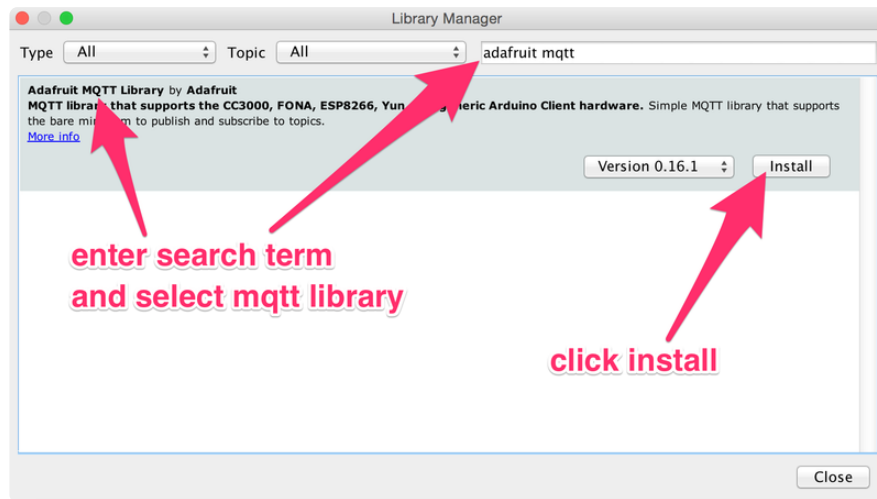 Library Manager
Type All Topic All adafruit mqtt
Adafruit MQTT Library by Adafruit
MQTT library that supports the CC3000, FONA, ESP8266, Yun, Generic Arduino Client hardware. Simple MQTT library that supports
the bare minimum to publish and subscribe to topics.
More info
Version 0.16.1 Install
enter search term
and select mqtt library
click install
Close